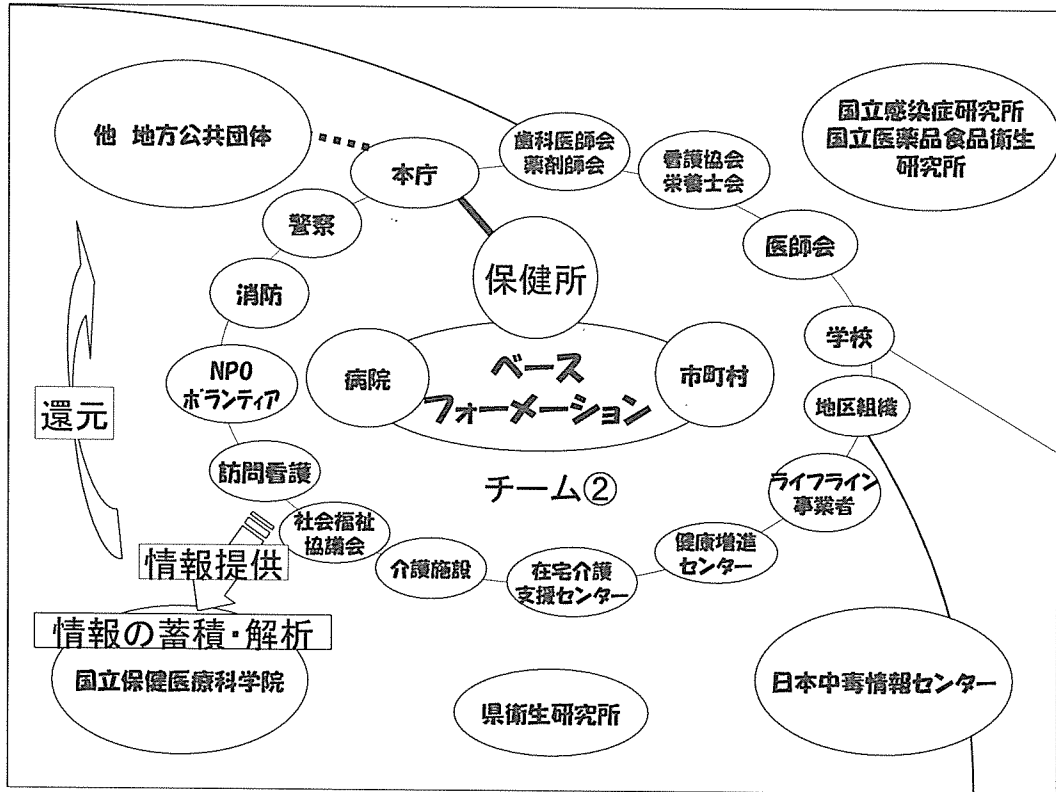 他 地方公共団体
国立感染症研究所
国立医薬品食品衛生
研究所
歯科医師会
薬剤師会
看護協会
栄養士会
本庁
警察
医師会
保健所
消防
学校
NPO
ボランティア
病院
ベース
フォーメーション
市町村
地区組織
還元
訪問看護
チーム②
ライフライン
事業者
社会福祉
協議会
健康増進
センター
情報提供
介護施設
在宅介護
支援センター
情報の蓄積・解析
国立保健医療科学院
県衛生研究所
日本中毒情報センター